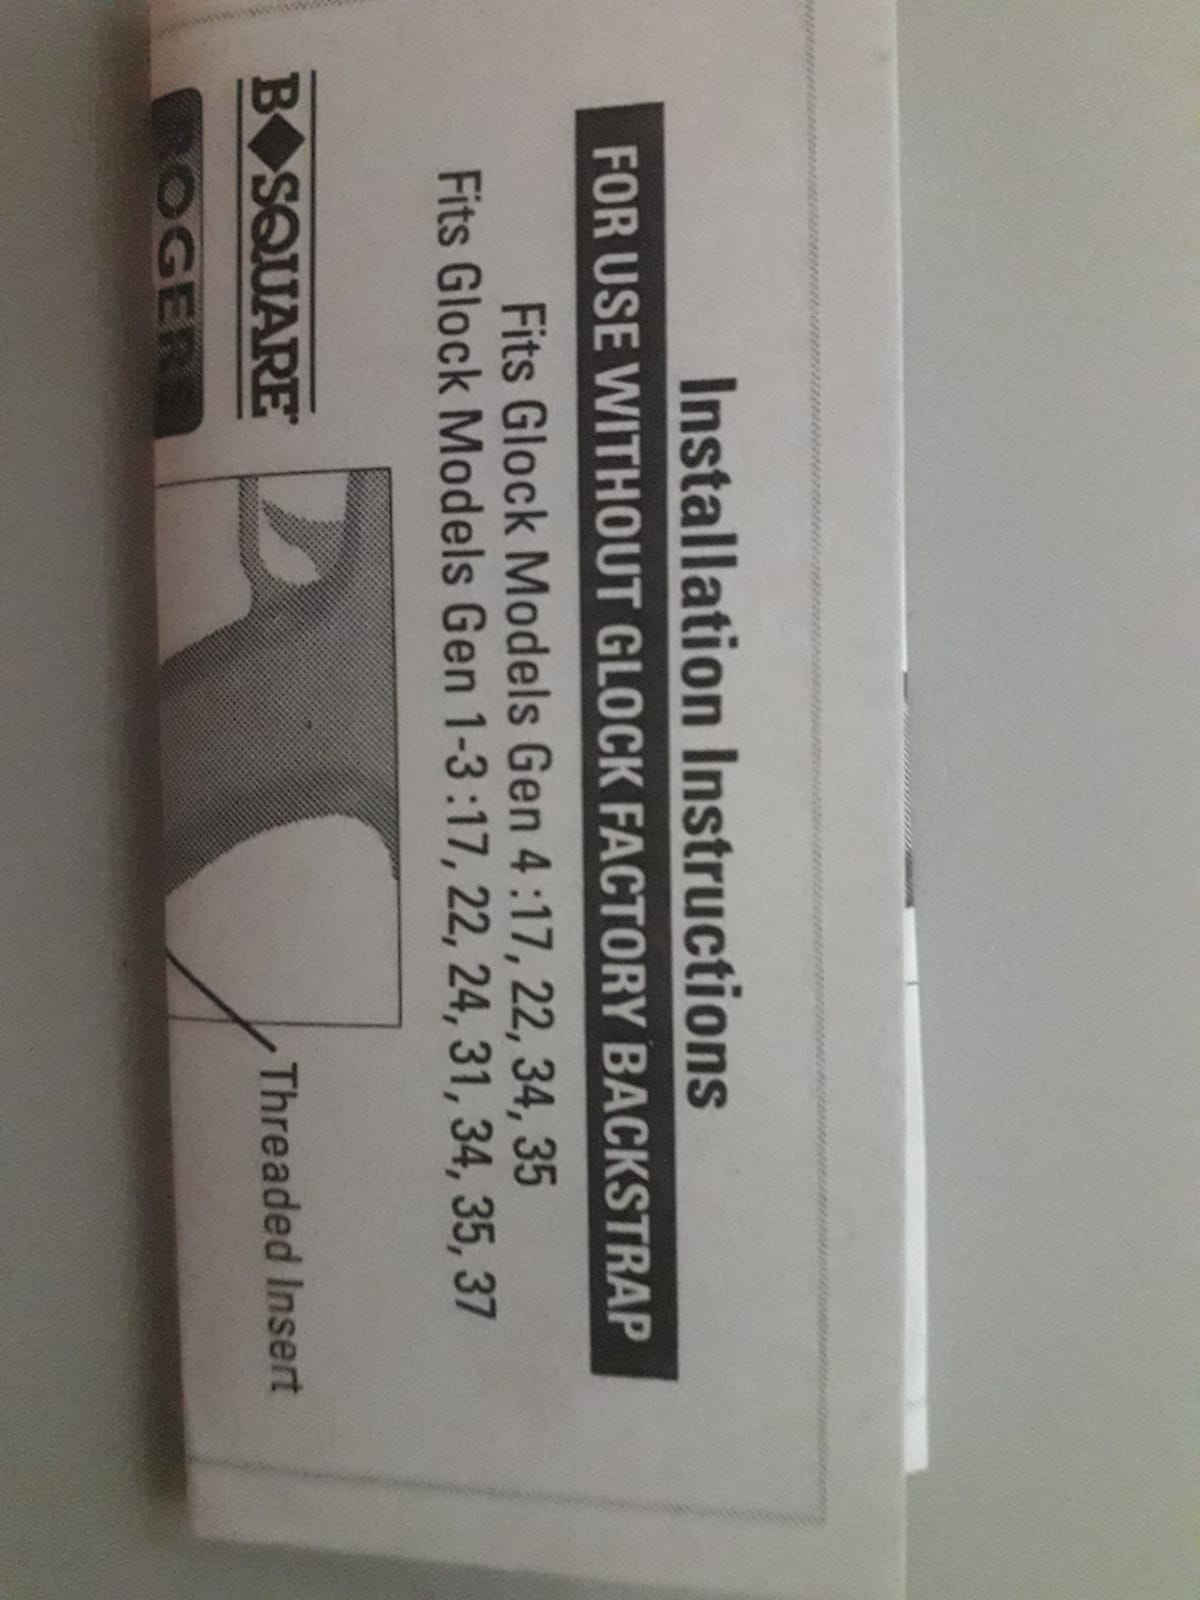 Installation Instructions
FOR USE WITHOUT GLOCK FACTORY BACKSTRAP
Fits Glock Models Gen 4 :17, 22, 34, 35
Fits Glock Models Gen 1-3 :17, 22, 24, 31, 34, 35, 37
B◆SQUARE
Threaded Insert